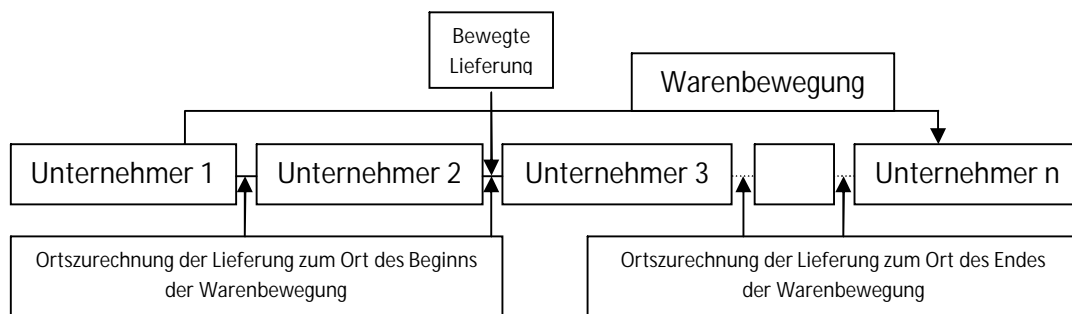 Bewegte
Lieferung
Warenbewegung
Unternehmer 1
Unternehmer 2
Unternehmer 3
Unternehmer n
Ortszurechnung der Lieferung zum Ort des Beginns
der Warenbewegung
Ortszurechnung der Lieferung zum Ort des Endes
der Warenbewegung